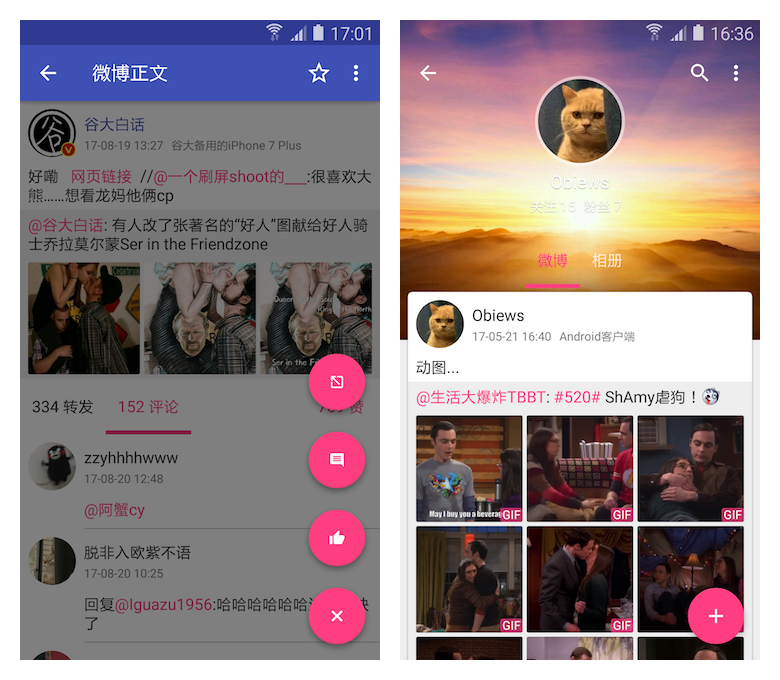 17:01
微博正文
谷大白话
17-08-19 13:27 谷大备用的iPhone 7 Plus
好嘞 网页链接 //@一个刷屏shoot的___:很喜欢大
熊……想看龙妈他俩cp
@谷大白话: 有人改了张著名的“好人”图献给好人骑
士乔拉莫尔蒙Ser in the Friendzone
Ser in the
334 转发 152 评论 赞
zzyhhhhwww
17-08-20 12:48
@阿蟹cy
脱非入欧紫不语
17-08-20 10:25
回复@Iguazu1956:哈哈哈哈哈哈
了
16:36
Obiews
关注 15 粉丝 7
微博 相册
Obiews
17-05-21 16:40 Android客户端
动图...
@生活大爆炸TBBT: #520# ShAmy虐狗！
May I buy you a beverag
GIF
GIF
GIF
GIF
GIF